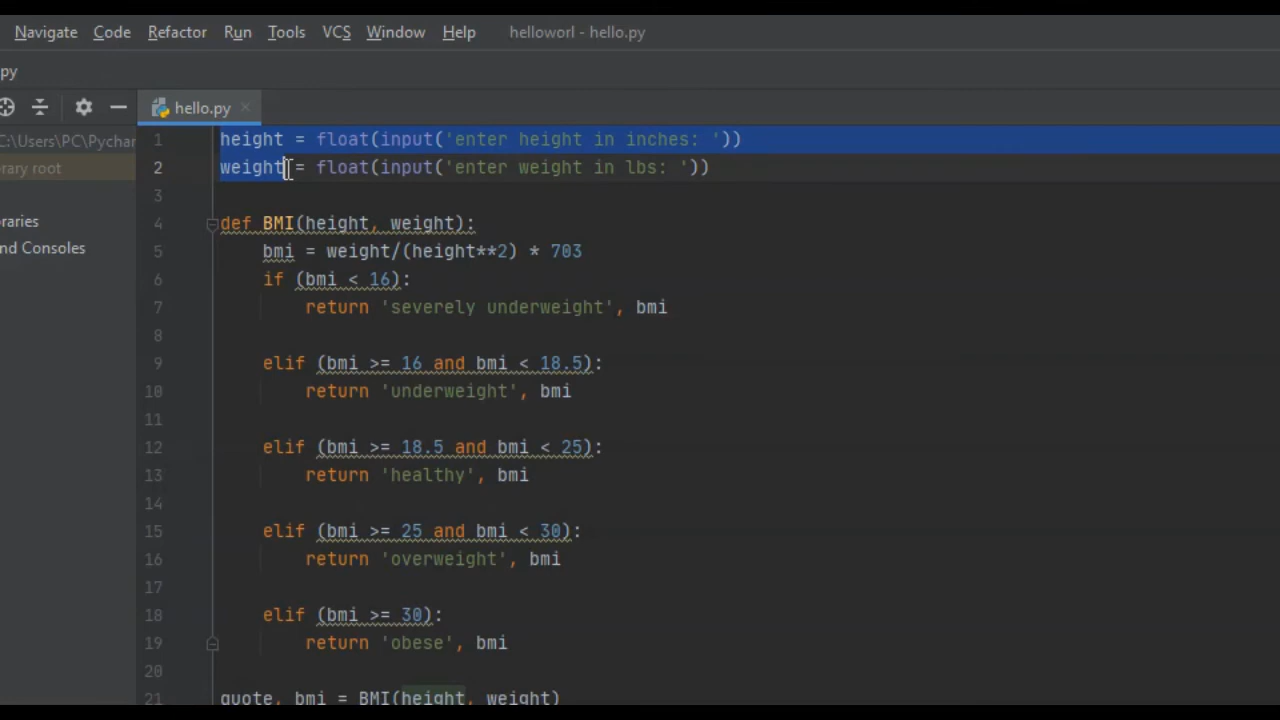 Navigate Code Refactor Run Tools VCS Window Help helloworl - hello.py
py
hello.py
C:\Users\PC\Pychar
brary root
raries
nd Consoles
1 height = float(input('enter height in inches: '))
2 weight = float(input('enter weight in lbs: '))
3
4 def BMI(height, weight):
5 bmi = weight/(height**2) * 703
6 if (bmi < 16):
7 return 'severely underweight', bmi
8
9 elif (bmi >= 16 and bmi < 18.5):
10 return 'underweight', bmi
11
12 elif (bmi >= 18.5 and bmi < 25):
13 return 'healthy', bmi
14
15 elif (bmi >= 25 and bmi < 30):
16 return 'overweight', bmi
17
18 elif (bmi >= 30):
19 return 'obese', bmi
20
21 quote, bmi = BMI(height, weight)